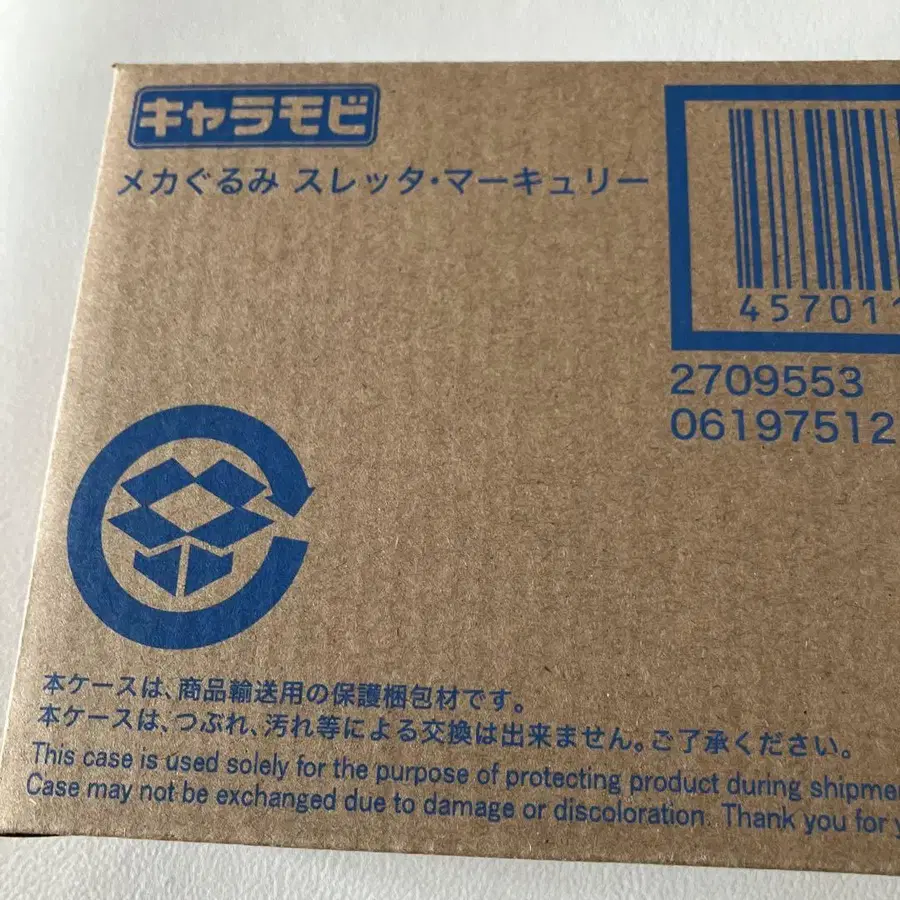 キャラモビ
メカぐるみ スレッタ・マーキュリー
457011
2709553
06197512
本ケースは、商品輸送用の保護梱包材です。
本ケースは、つぶれ、汚れ等による交換は出来ません。ご了承ください。
This case is used solely for the purpose of protecting product during
Case may not be exchanged due to damage or discoloration. Thank you for